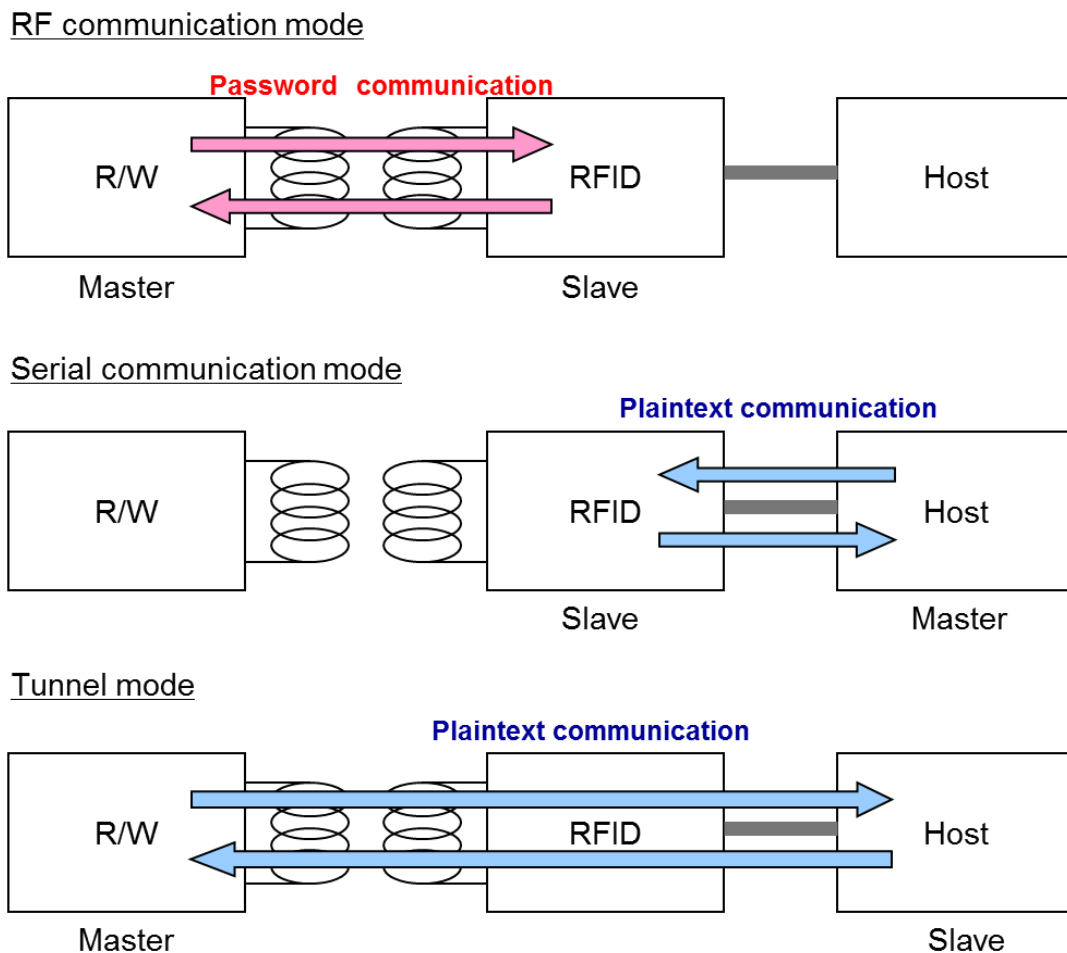 RF communication mode
Password communication
R/W RFID Host
Master Slave
Serial communication mode
Plaintext communication
R/W RFID Host
Slave Master
Tunnel mode
Plaintext communication
R/W RFID Host
Master Slave